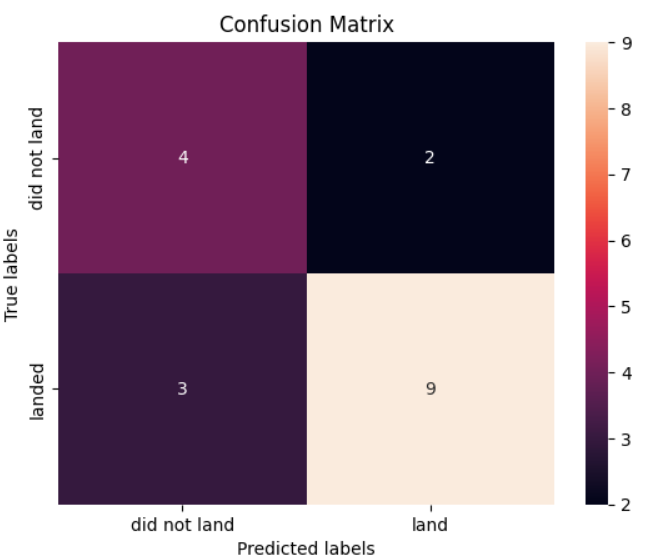 Confusion Matrix
True labels
did not land
landed
4
2
3
9
did not land
land
Predicted labels
9
8
7
6
5
4
3
2